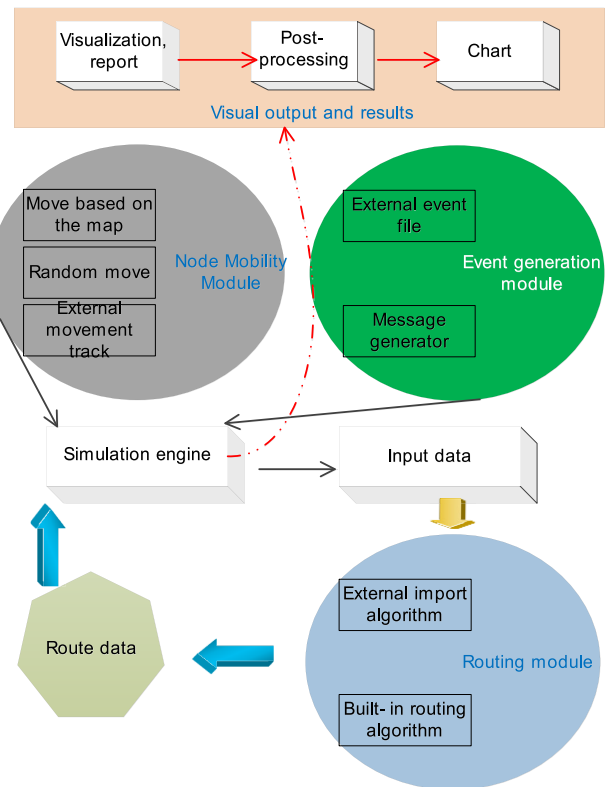 Visualization,
report
Post-
processing
Chart
Visual output and results
Move based on
the map
Random move
External
movement
track
Node Mobility
Module
External event
file
Message
generator
Event generation
module
Simulation engine
Input data
External import
algorithm
Built- in routing
algorithm
Routing module
Route data